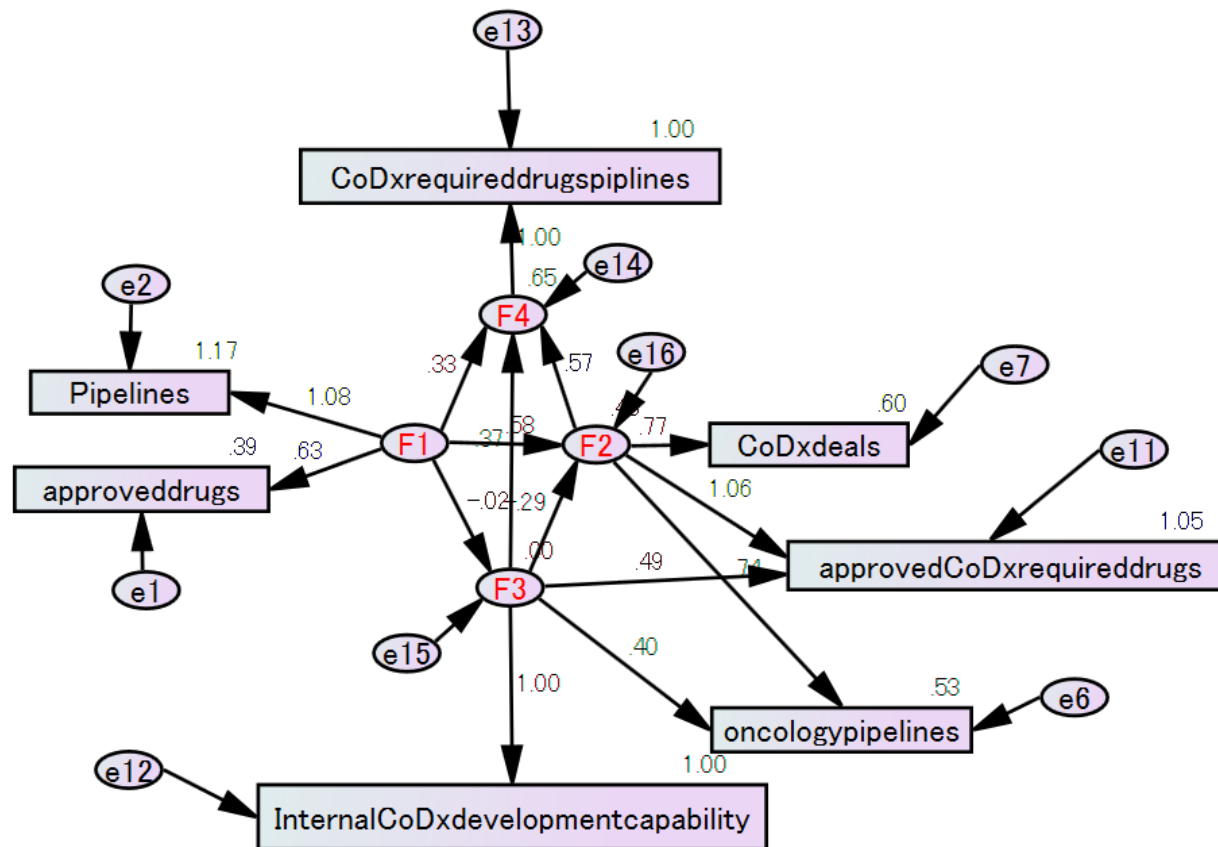 e13
1.00
CoDxrequireddrugspiplines
1.00
e14
.65
e2
F4
1.17
.33
.57
e16
e7
Pipelines
1.08
.60
.77
.58
.37
F1
F2
CoDxdeals
.39
.63
e11
approveddrugs
1.06
-.02
-.29
1.05
.00
.49
.74
approvedCoDxrequireddrugs
e1
F3
e15
.40
1.00
.53
e6
oncologypipelines
e12
1.00
InternalCoDxdevelopmentcapability